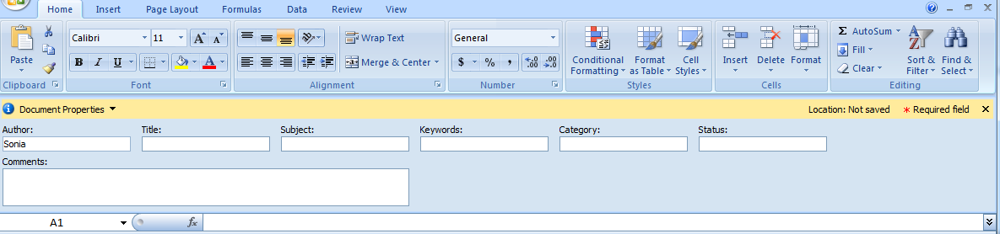 Home Insert Page Layout Formulas Data Review View
Calibri 11 A A Wrap Text General Σ AutoSum
Paste B I U A Merge & Center $ % , .0 .00 .00 .0 Conditional Formatting Format as Table Cell Styles Insert Delete Format Fill Clear Sort & Filter Find & Select
Clipboard Font Alignment Number Styles Cells Editing
Document Properties Location: Not saved * Required field
Author: Title: Subject: Keywords: Category: Status:
Sonia
Comments:
A1 fx